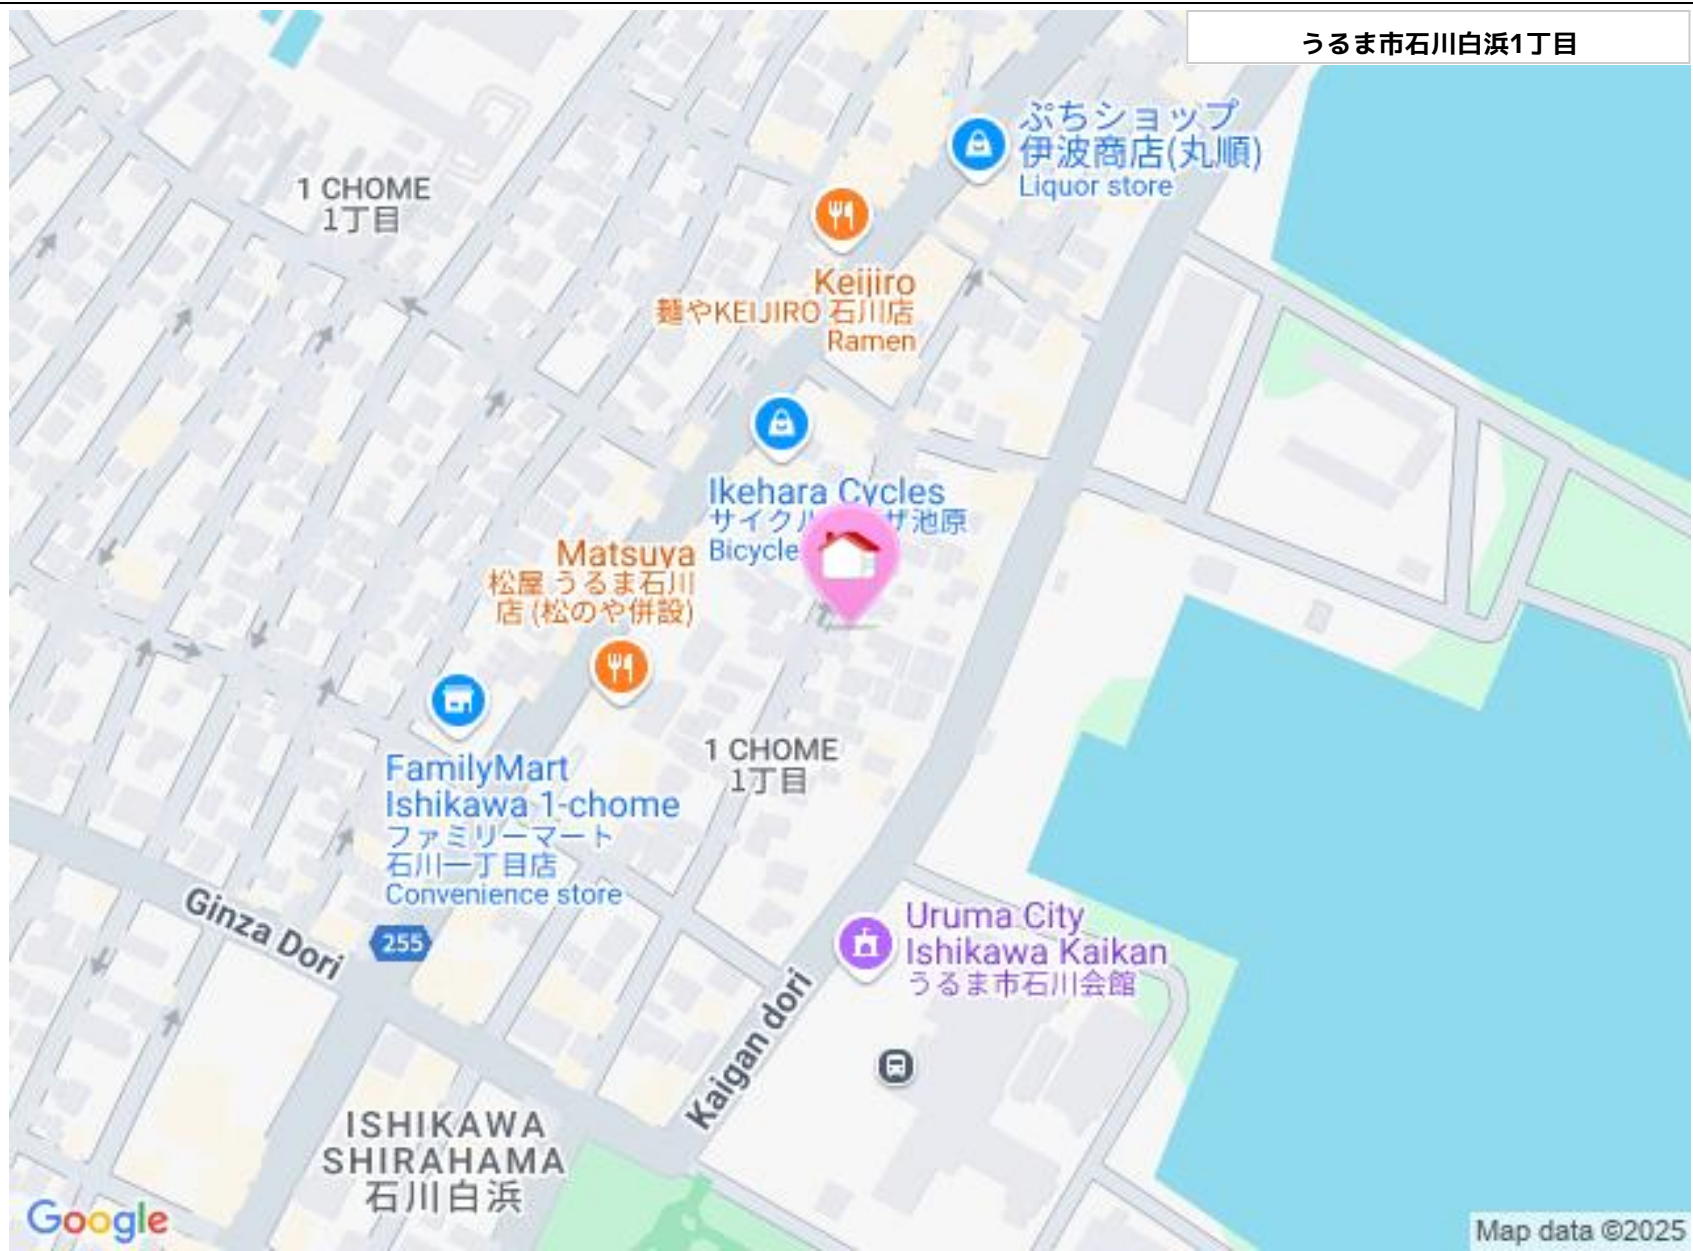 うるま市石川白浜1丁目
ぷちショップ
伊波商店(丸順)
Liquor store
1 CHOME
1丁目
Keijiro
麺やKEIJIRO 石川店
Ramen
Ikehara Cycles
サイクル
ザ池原
Bicycle
Matsuya
松屋 うるま石川
店 (松のや併設)
1 CHOME
1丁目
FamilyMart
Ishikawa 1-chome
ファミリーマート
石川一丁目店
Convenience store
Ginza Dori
255
Uruma City
Ishikawa Kaikan
うるま市石川会館
Kaigan dori
ISHIKAWA
SHIRAHAMA
石川白浜
Google
Map data ©2025